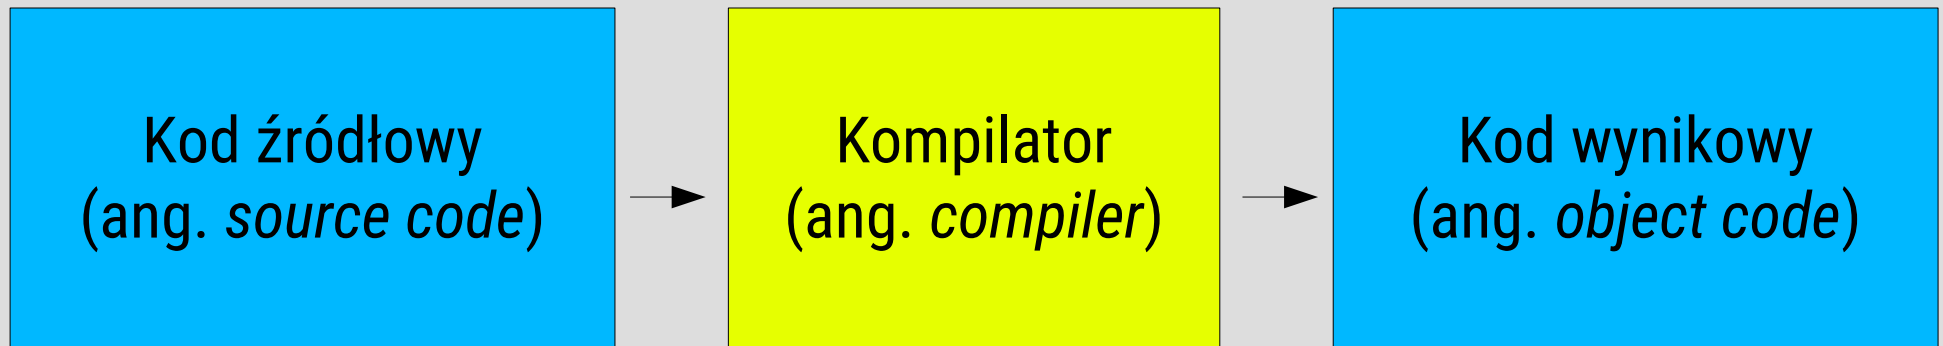 Kod źródłowy
(ang. source code)
Kompilator
(ang. compiler)
Kod wynikowy
(ang. object code)